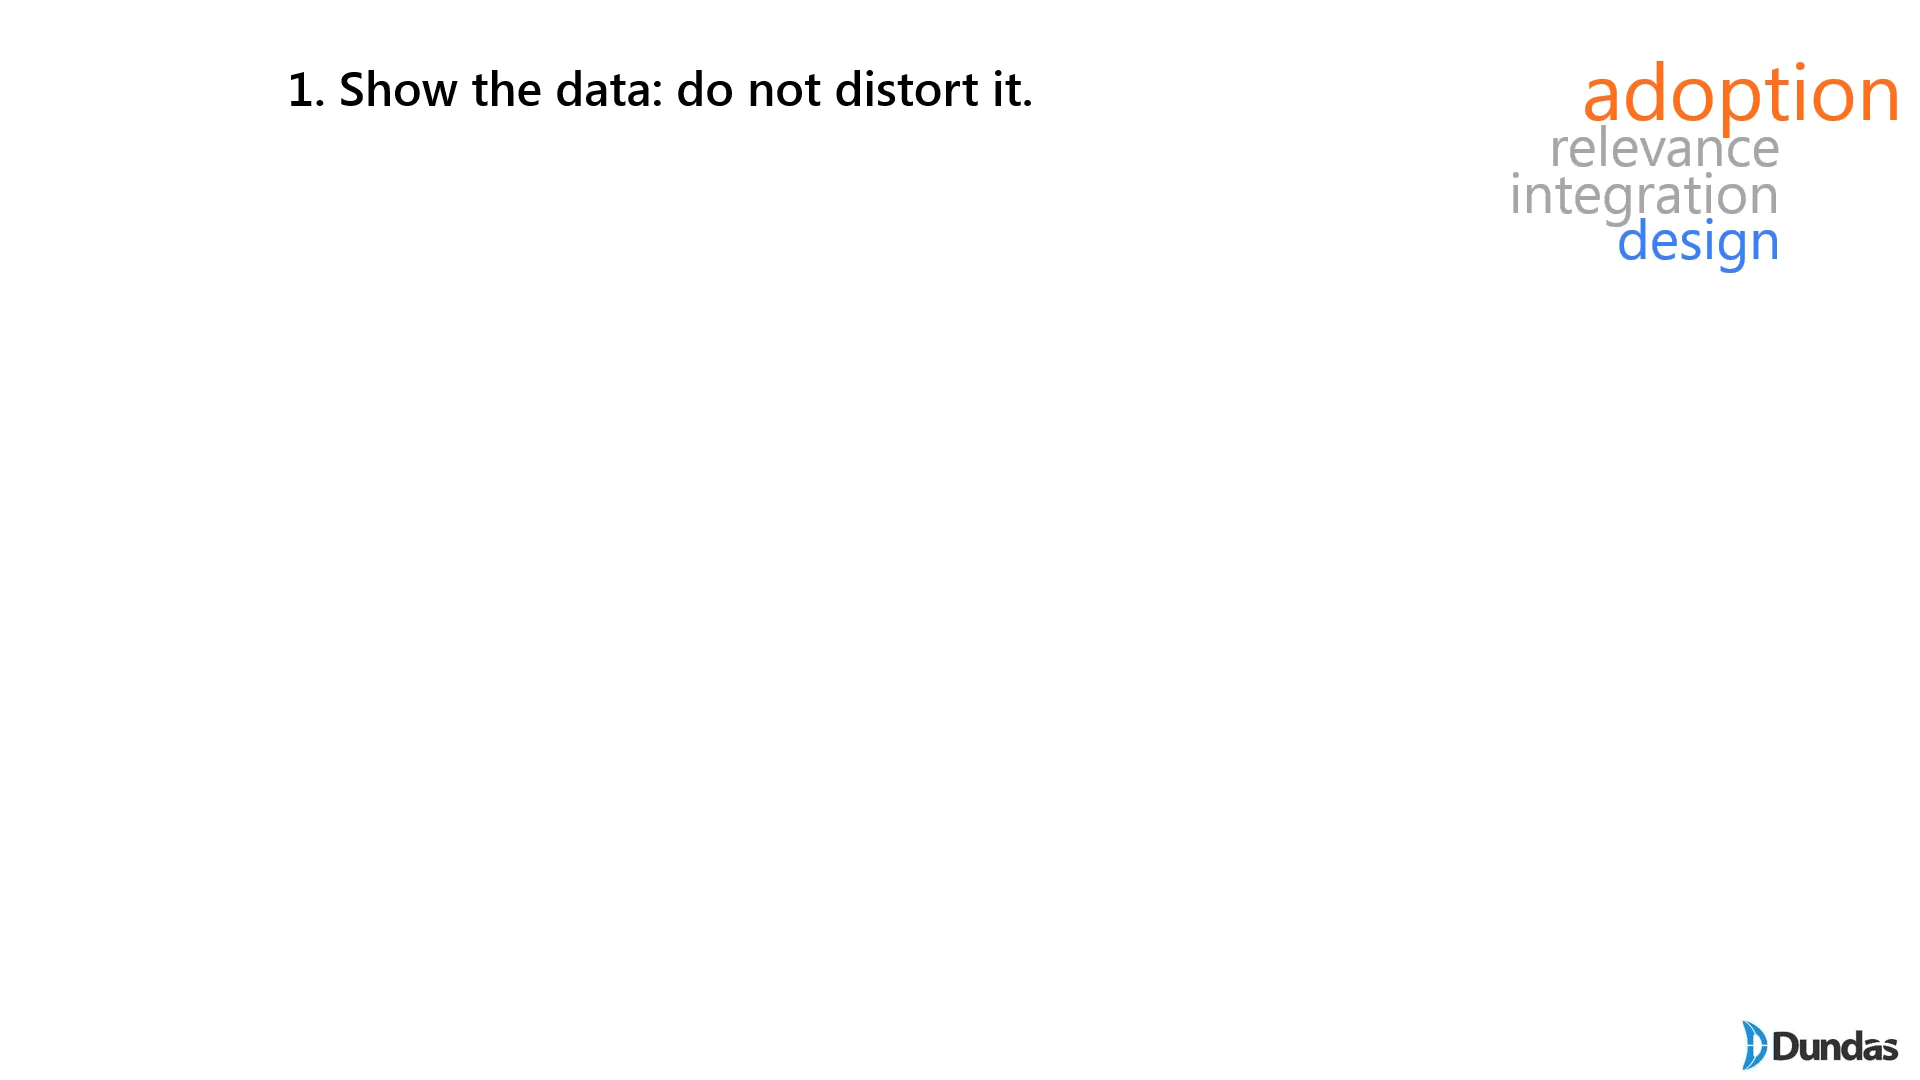 1. Show the data: do not distort it.
adoption
relevance
integration
design
Dundas